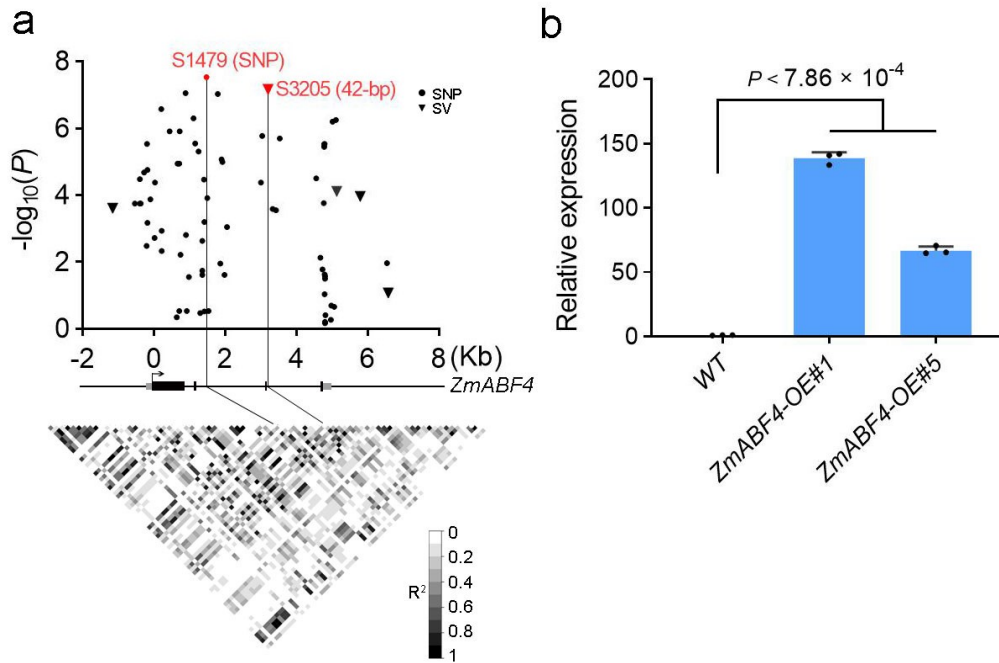 a
S1479 (SNP)
S3205 (42-bp)
SNP
SV
8
6
4
2
0
-log10(P)
-2 0 2 4 6 8 (Kb)
ZmABF4
0
0.2
0.4
0.6
0.8
1
R²
b
P < 7.86 × 10⁻⁴
200
150
100
50
0
Relative expression
WT
ZmABF4-OE#1
ZmABF4-OE#5